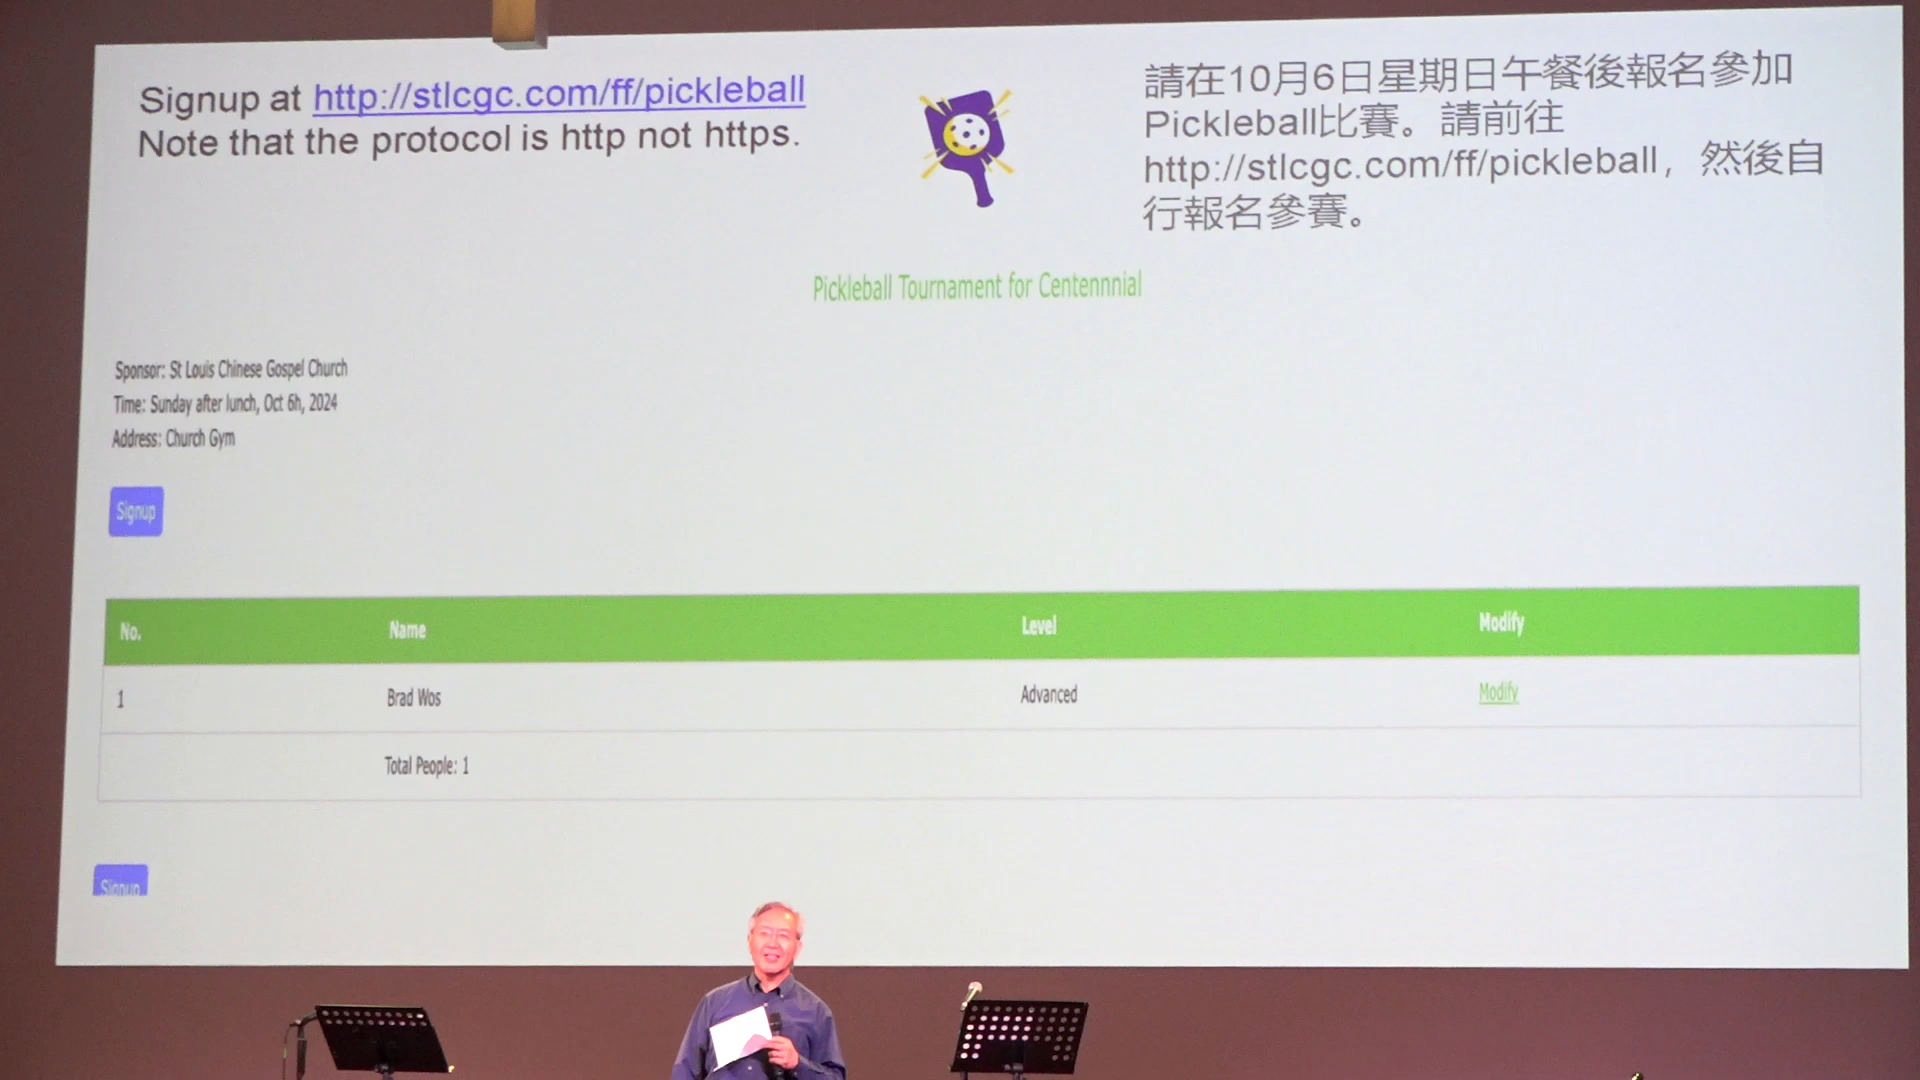 Signup at http://stlcgc.com/ff/pickleball
Note that the protocol is http not https.
請在10月6日星期日午餐後報名參加
Pickleball比賽。請前往
http://stlcgc.com/ff/pickleball，然後自
行報名參賽。
Pickleball Tournament for Centennnial
Sponsor: St Louis Chinese Gospel Church
Time: Sunday after lunch, Oct 6h, 2024
Address: Church Gym
Signup
No. Name Level Modify
1 Brad Wos Advanced Modify
Total People: 1
Signup